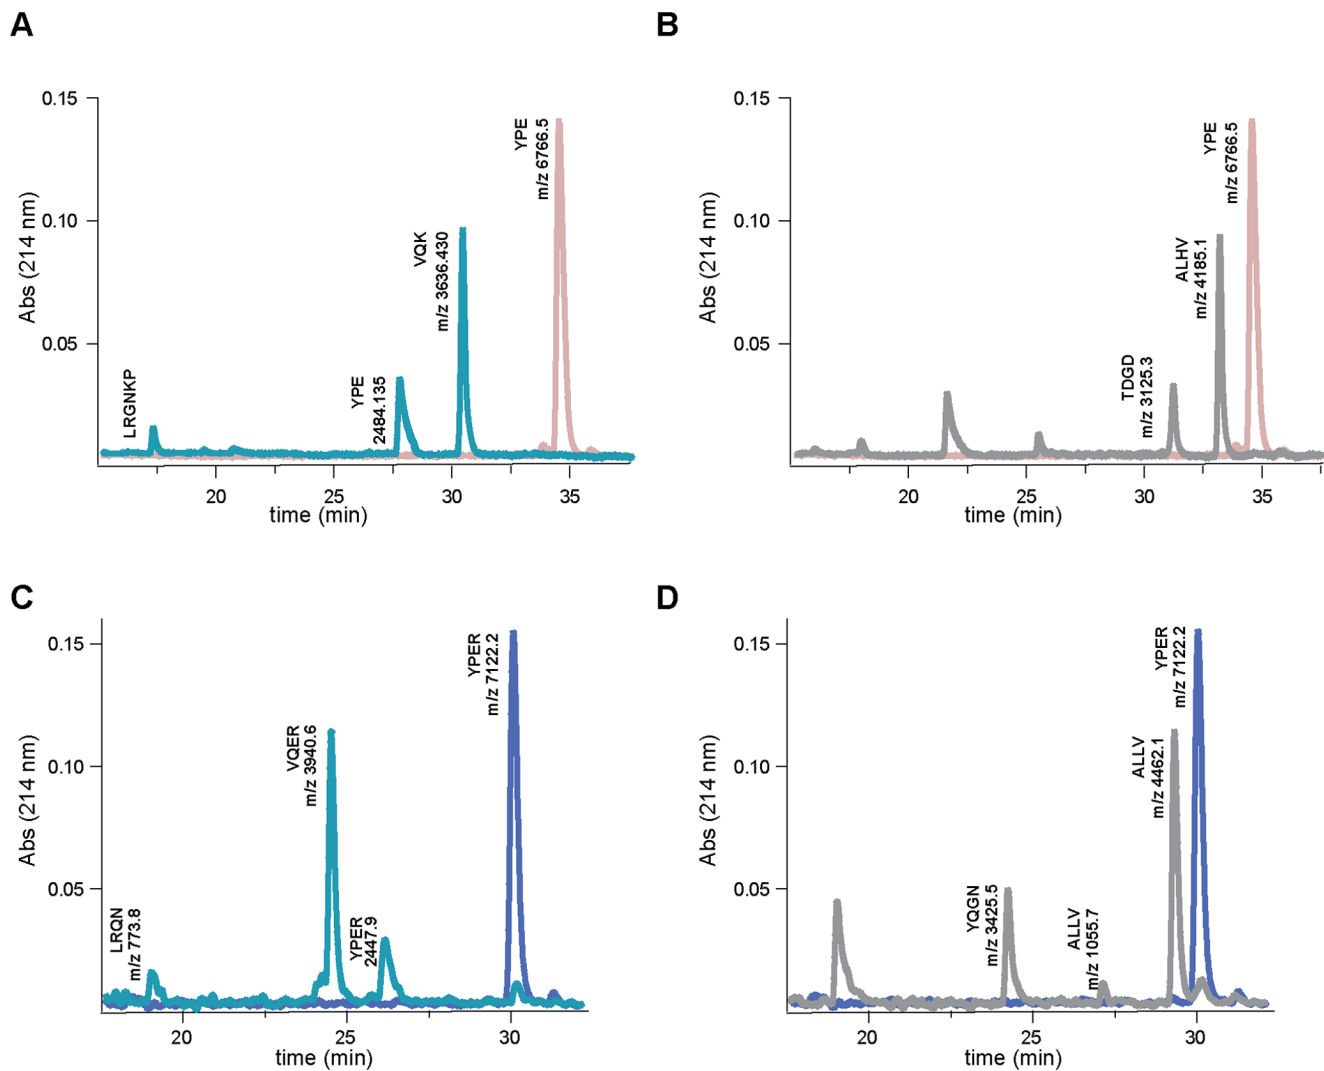 A
0.15
0.10
0.05
Abs (214 nm)
LRGNKP
YPE
2484.135
VQK
m/z 3636.430
YPE
m/z 6766.5
20
25
30
35
time (min)
B
0.15
0.10
0.05
Abs (214 nm)
TDGD
m/z 3125.3
ALHV
m/z 4185.1
YPE
m/z 6766.5
20
25
30
35
time (min)
C
0.15
0.10
0.05
Abs (214 nm)
LRQN
m/z 773.8
VQER
m/z 3940.6
YPER
2447.9
YPER
m/z 7122.2
20
25
30
time (min)
D
0.15
0.10
0.05
Abs (214 nm)
YQGN
m/z 3425.5
ALLV
m/z 1055.7
ALLV
m/z 4462.1
YPER
m/z 7122.2
20
25
30
time (min)